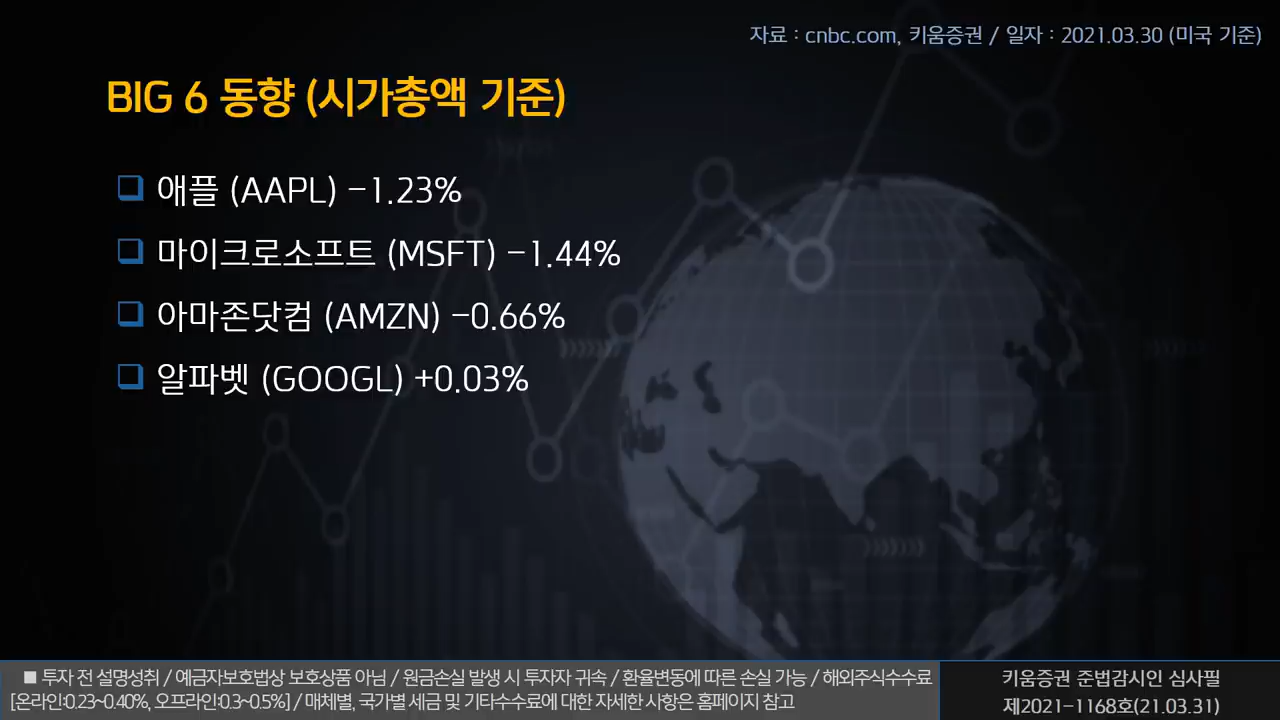 자료 : cnbc.com, 키움증권 / 일자 : 2021.03.30 (미국 기준)
BIG 6 동향 (시가총액 기준)
❑ 애플 (AAPL) -1.23%
❑ 마이크로소프트 (MSFT) -1.44%
❑ 아마존닷컴 (AMZN) -0.66%
❑ 알파벳 (GOOGL) +0.03%
■ 투자 전 설명성취 / 예금자보호법상 보호상품 아님 / 원금손실 발생 시 투자자 귀속 / 환율변동에 따른 손실 가능 / 해외주식수수료
[온라인:0.23~0.40%, 오프라인:0.3~0.5%] / 매체별, 국가별 세금 및 기타수수료에 대한 자세한 사항은 홈페이지 참고
키움증권 준법감시인 심사필
제2021-1168호(21.03.31)